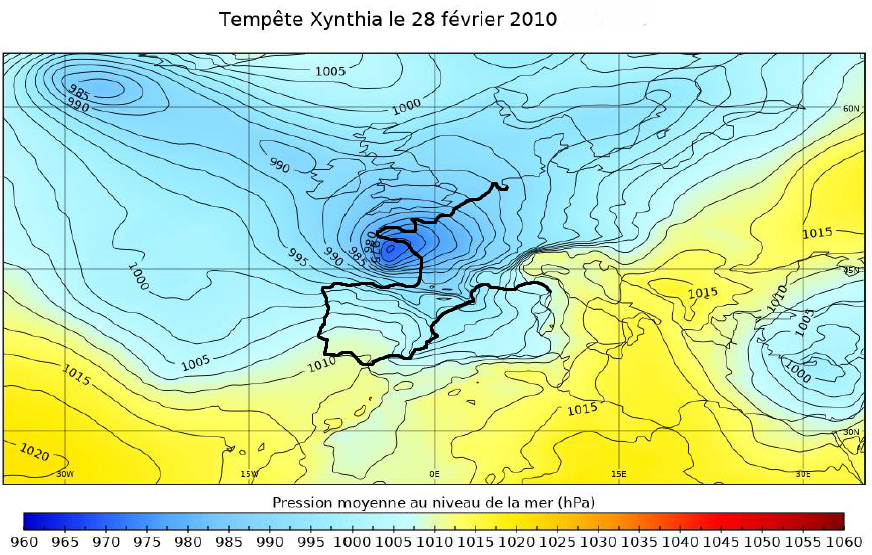 Tempête Xynthia le 28 février 2010
1005
985
990
1000
60N
990
1015
980
975
995
990
985
1000
45N
1015
1010
1005
1005
1010
1000
1015
1015
1020
30N
30W
15W
0E
15E
30E
Pression moyenne au niveau de la mer (hPa)
960 965 970 975 980 985 990 995 1000 1005 1010 1015 1020 1025 1030 1035 1040 1045 1050 1055 1060